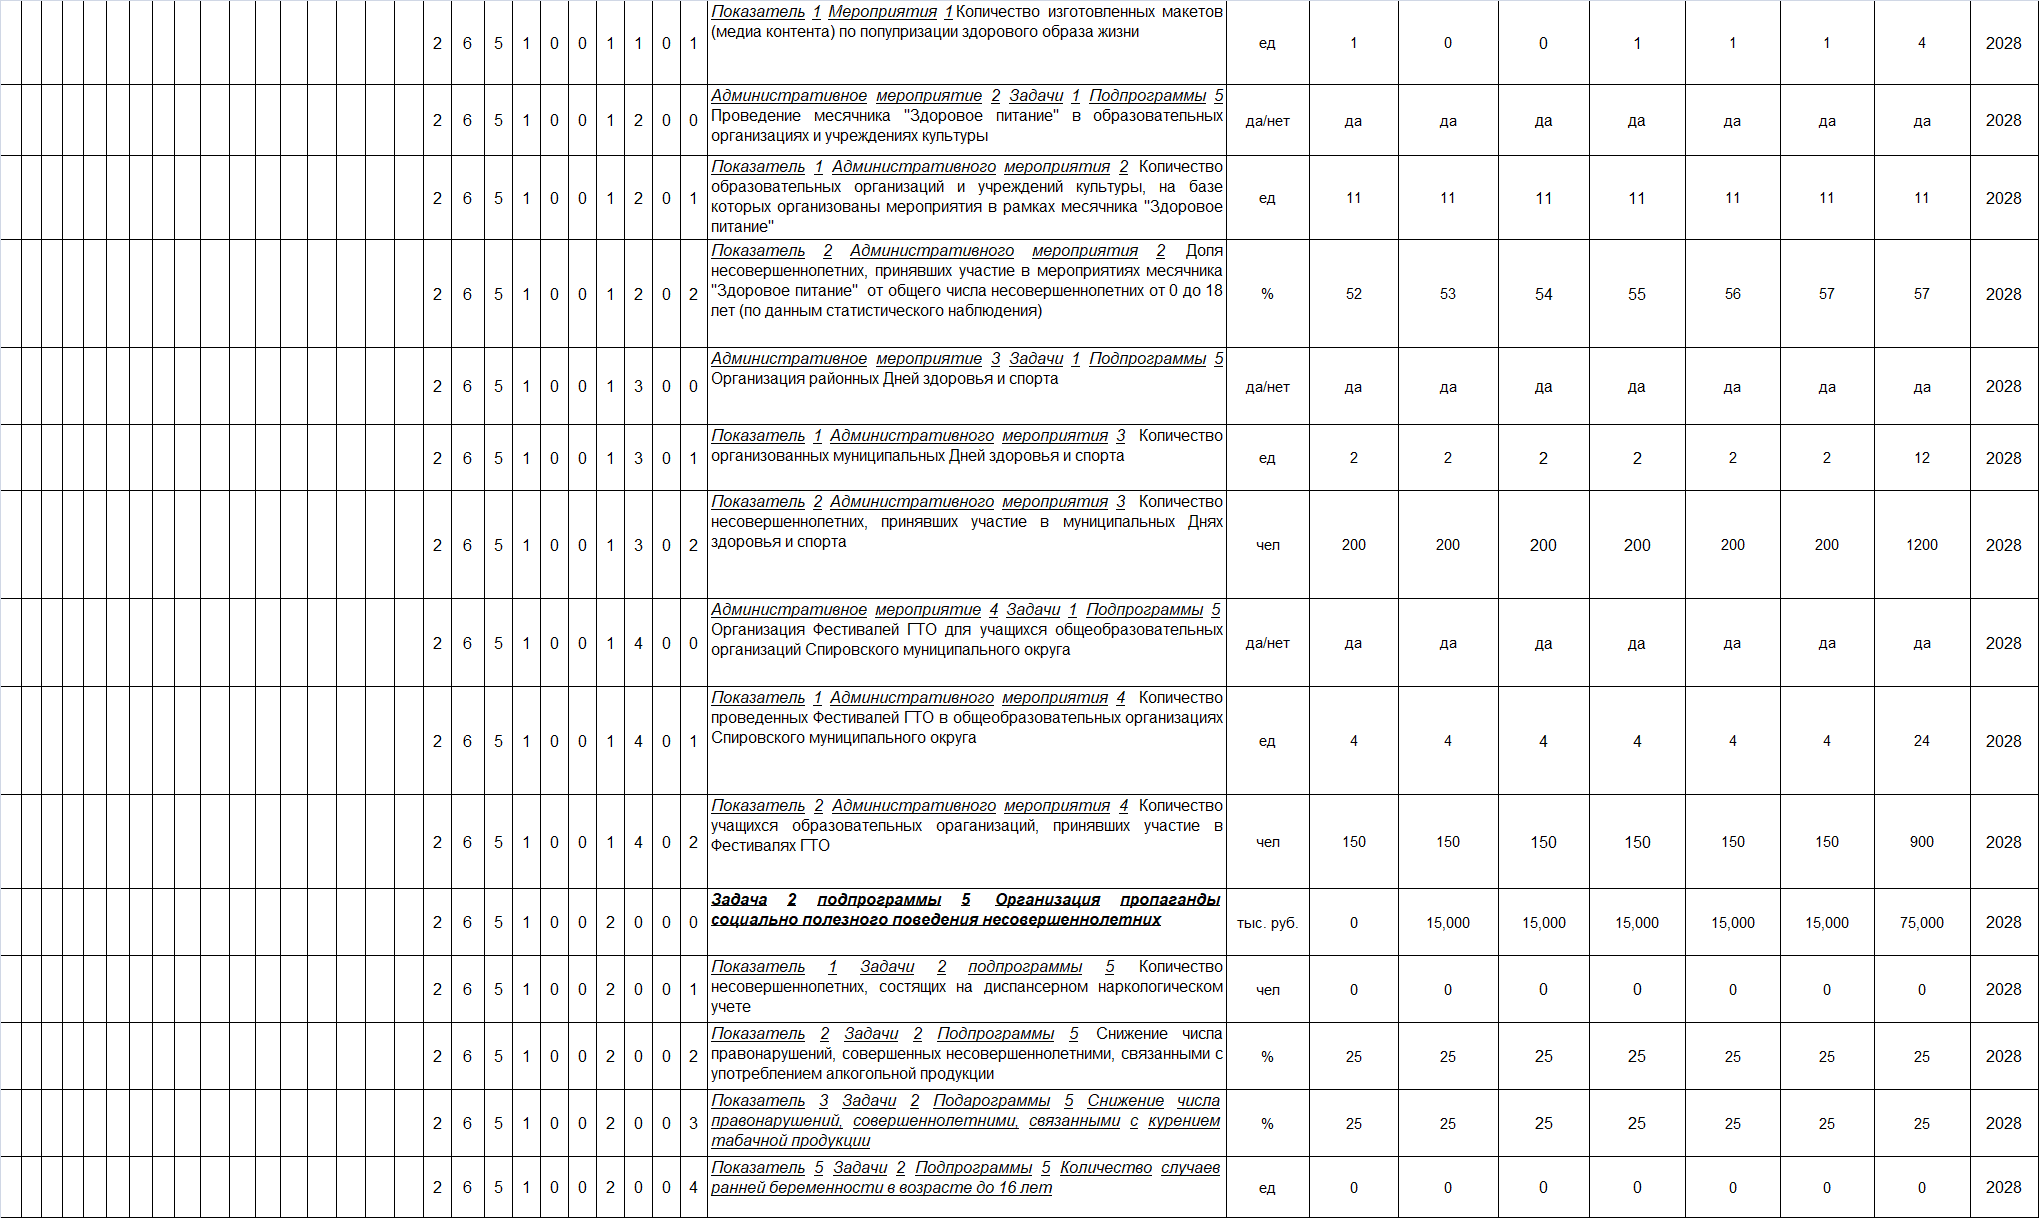 2 6 5 1 0 0 1 1 0 1 Показатель 1 Мероприятия 1 Количество изготовленных макетов
(медиа контента) по популризации здорового образа жизни
ед 1 0 0 1 1 1 4 2028
Административное мероприятие 2 Задачи 1 Подпрограммы 5
2 6 5 1 0 0 1 2 0 0 Проведение месячника "Здоровое питание" в образовательных да/нет да да да да да да да 2028
организациях и учреждениях культуры
Показатель 1 Административного мероприятия 2 Количество
образовательных организаций и учреждений культуры, на базе
2 6 5 1 0 0 1 2 0 1 которых организованы мероприятия в рамках месячника "Здоровое ед 11 11 11 11 11 11 11 2028
питание"
Показатель 2 Административного мероприятия 2 Доля
несовершеннолетних, принявших участие в мероприятиях месячника
2 6 5 1 0 0 1 2 0 2 "Здоровое питание" от общего числа несовершеннолетних от 0 до 18 % 52 53 54 55 56 57 57 2028
лет (по данным статистического наблюдения)
Административное мероприятие 3 Задачи 1 Подпрограммы 5
2 6 5 1 0 0 1 3 0 0 Организация районных Дней здоровья и спорта да/нет да да да да да да да 2028
Показатель 1 Административного мероприятия 3 Количество
2 6 5 1 0 0 1 3 0 1 организованных муниципальных Дней здоровья и спорта ед 2 2 2 2 2 2 12 2028
Показатель 2 Административного мероприятия 3 Количество
несовершеннолетних, принявших участие в муниципальных Днях
2 6 5 1 0 0 1 3 0 2 здоровья и спорта чел 200 200 200 200 200 200 1200 2028
Административное мероприятие 4 Задачи 1 Подпрограммы 5
Организация Фестивалей ГТО для учащихся общеобразовательных
2 6 5 1 0 0 1 4 0 0 организаций Спировского муниципального округа да/нет да да да да да да да 2028
Показатель 1 Административного мероприятия 4 Количество
проведенных Фестивалей ГТО в общеобразовательных организациях
2 6 5 1 0 0 1 4 0 1 Спировского муниципального округа ед 4 4 4 4 4 4 24 2028
Показатель 2 Административного мероприятия 4 Количество
учащихся образовательных ораганизаций, принявших участие в
2 6 5 1 0 0 1 4 0 2 Фестивалях ГТО чел 150 150 150 150 150 150 900 2028
Задача 2 подпрограммы 5 Организация пропаганды
2 6 5 1 0 0 2 0 0 0 социально полезного поведения несовершеннолетних тыс. руб. 0 15,000 15,000 15,000 15,000 15,000 75,000 2028
Показатель 1 Задачи 2 подпрограммы 5 Количество
2 6 5 1 0 0 2 0 0 1 несовершеннолетних, состящих на диспансерном наркологическом чел 0 0 0 0 0 0 0 2028
учете
Показатель 2 Задачи 2 Подпрограммы 5 Снижение числа
2 6 5 1 0 0 2 0 0 2 правонарушений, совершенных несовершеннолетними, связанными с % 25 25 25 25 25 25 25 2028
употреблением алкогольной продукции
Показатель 3 Задачи 2 Подарограммы 5 Снижение числа
2 6 5 1 0 0 2 0 0 3 правонарушений, совершеннолетними, связанными с курением % 25 25 25 25 25 25 25 2028
табачной продукции
Показатель 5 Задачи 2 Подпрограммы 5 Количество случаев
2 6 5 1 0 0 2 0 0 4 ранней беременности в возрасте до 16 лет ед 0 0 0 0 0 0 0 2028